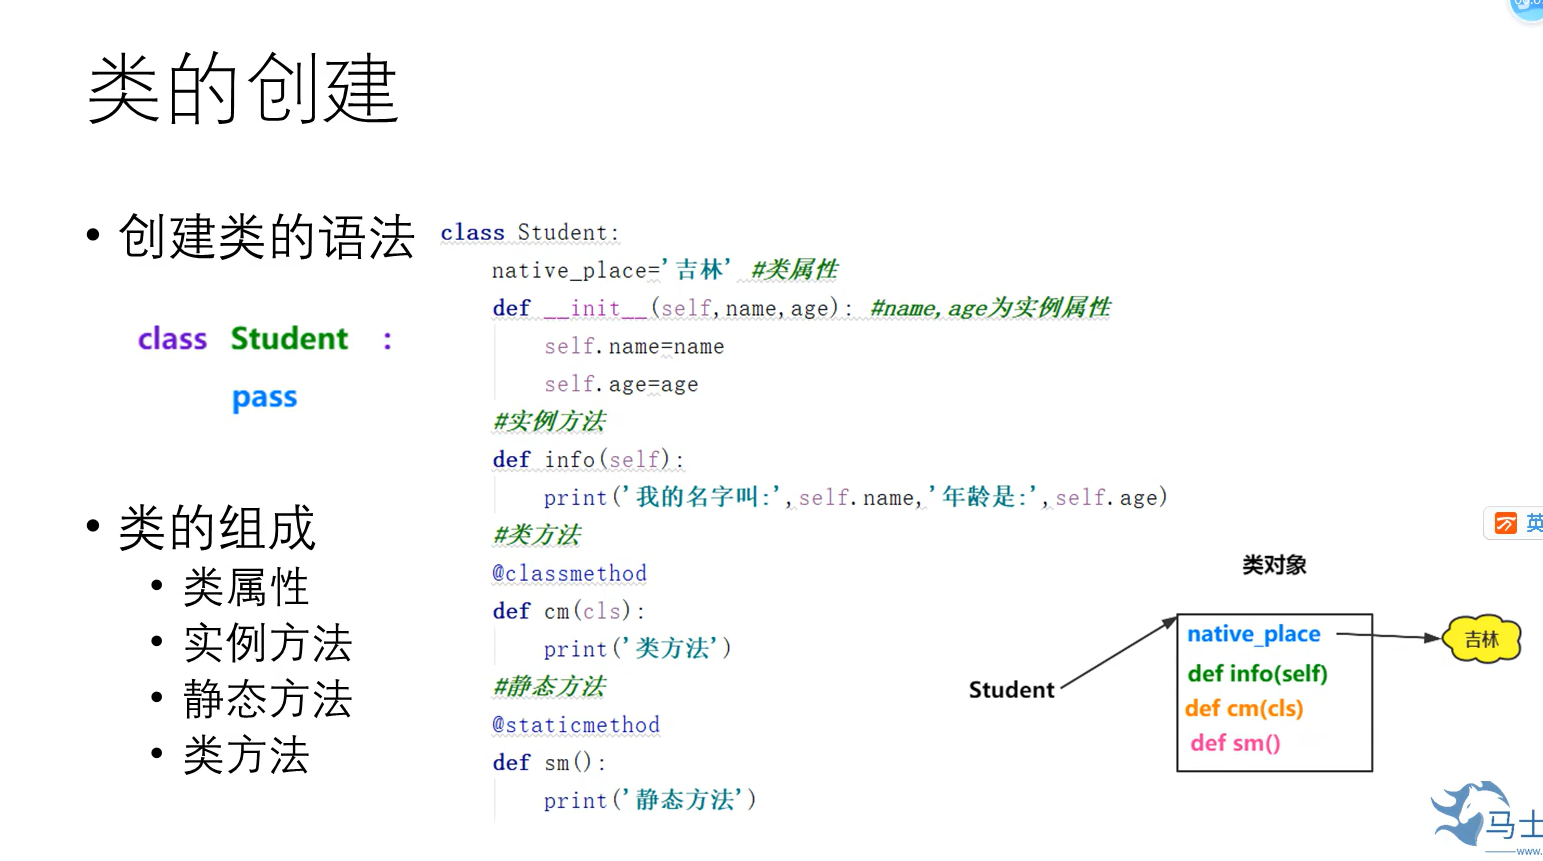 类的创建
• 创建类的语法
class Student :
pass
• 类的组成
• 类属性
• 实例方法
• 静态方法
• 类方法
class Student:
native_place='吉林' #类属性
def __init__(self,name,age): #name,age为实例属性
self.name=name
self.age=age
#实例方法
def info(self):
print('我的名字叫:',self.name,'年龄是:',self.age)
#类方法
@classmethod
def cm(cls):
print('类方法')
#静态方法
@staticmethod
def sm():
print('静态方法')
英
类对象
Student
native_place
吉林
def info(self)
def cm(cls)
def sm()
马士
www.